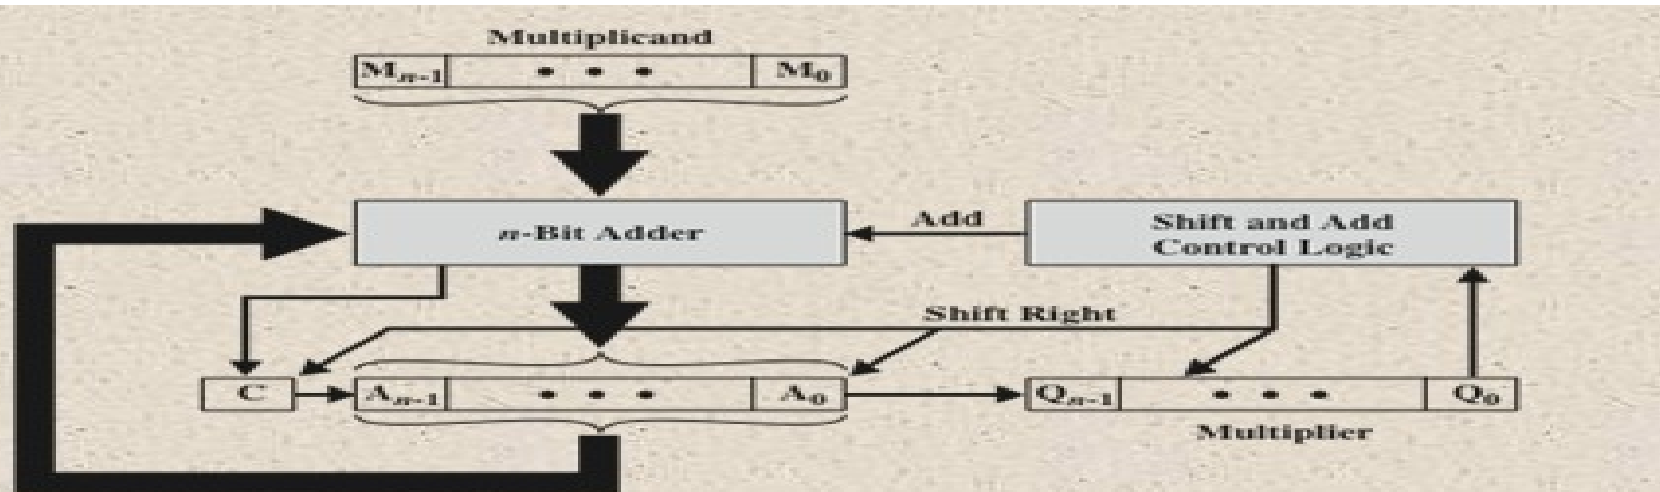 Multiplicand
Mn-1 • • • M0
n-Bit Adder
Add
Shift and Add
Control Logic
Shift Right
C
An-1 • • • A0
Qn-1 • • • Q0
Multiplier